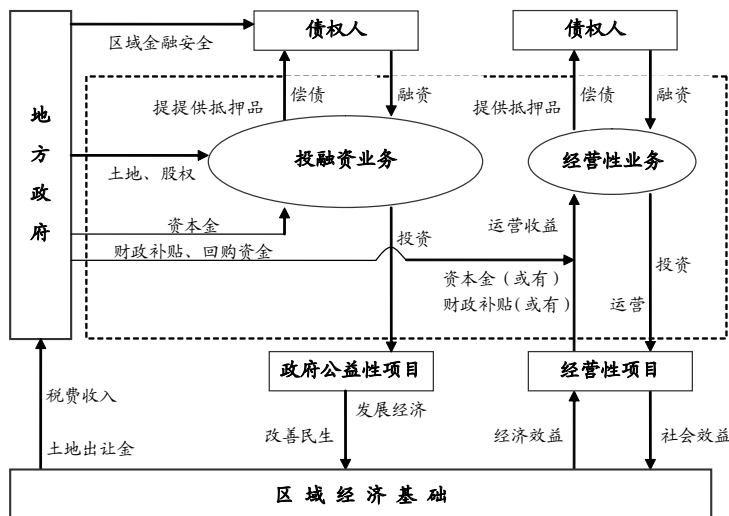 债权人
债权人
区域金融安全
偿债
融资
提提供抵押品
偿债
融资
提供抵押品
地方政府
投融资业务
经营性业务
土地、股权
资本金
财政补贴、回购资金
投资
运营收益
资本金（或有）
财政补贴(或有）
投资
运营
政府公益性项目
经营性项目
税费收入
土地出让金
发展经济
改善民生
经济效益
社会效益
区域经济基础